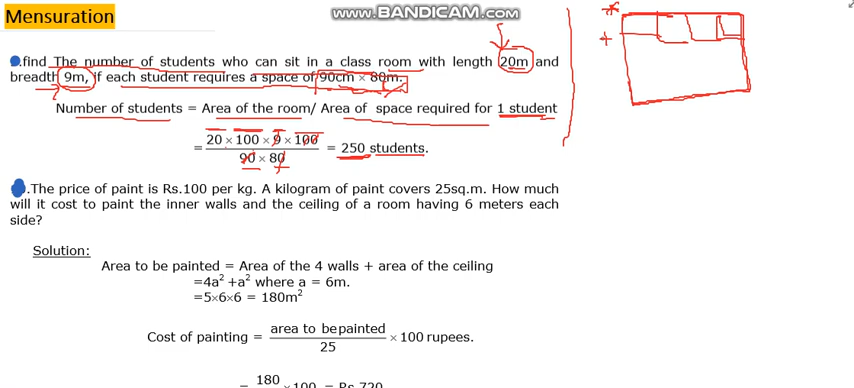 Mensuration
www.BANDICAM.com
.find The number of students who can sit in a class room with length 20m and
breadth 9m, if each student requires a space of 90cm × 80m.
Number of students = Area of the room/ Area of space required for 1 student
= 20 × 100 × 9 × 100 / 90 × 80 = 250 students.
.The price of paint is Rs.100 per kg. A kilogram of paint covers 25sq.m. How much
will it cost to paint the inner walls and the ceiling of a room having 6 meters each
side?
Solution:
Area to be painted = Area of the 4 walls + area of the ceiling
=4a² +a² where a = 6m.
=5×6×6 = 180m²
Cost of painting = area to be painted / 25 × 100 rupees.
= 180 × 100 = Rs.720